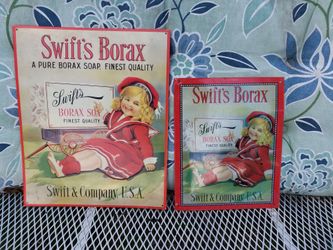 Swift's Borax
A PURE BORAX SOAP. FINEST QUALITY
Swift's
BORAX SOAP
FINEST QUALITY
Swift & Company, U.S.A.
Swift's Borax
Swift's
BORAX SO
FINEST QUALITY
Swift & Company, U.S.A.